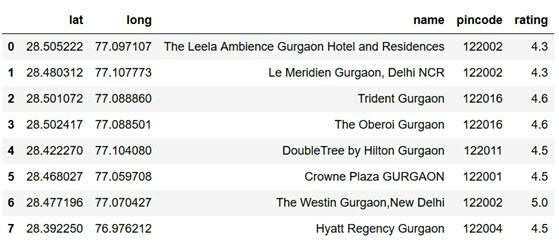 lat long name pincode rating
0 28.505222 77.097107 The Leela Ambience Gurgaon Hotel and Residences 122002 4.3
1 28.480312 77.107773 Le Meridien Gurgaon, Delhi NCR 122002 4.3
2 28.501072 77.088860 Trident Gurgaon 122016 4.6
3 28.502417 77.088501 The Oberoi Gurgaon 122016 4.6
4 28.422270 77.104080 DoubleTree by Hilton Gurgaon 122011 4.5
5 28.468027 77.059708 Crowne Plaza GURGAON 122001 4.5
6 28.477196 77.070427 The Westin Gurgaon,New Delhi 122002 5.0
7 28.392250 76.976212 Hyatt Regency Gurgaon 122004 4.5